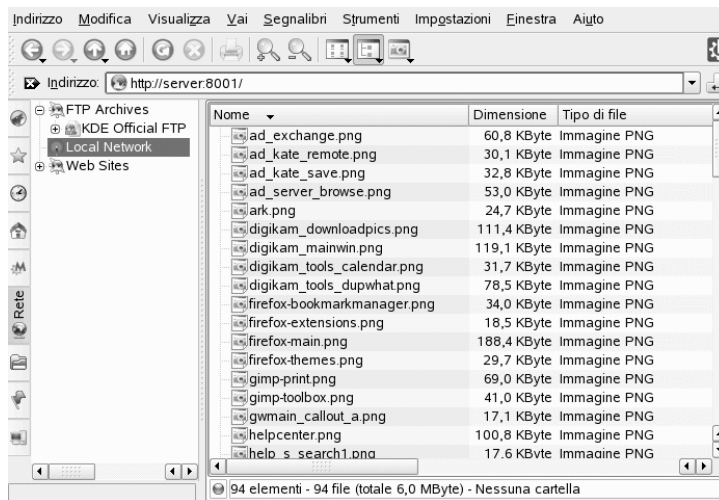 Indirizzo Modifica Visualizza Vai Segnalibri Strumenti Impostazioni Einestra Aiuto
Indirizzo: http://server:8001/
FTP Archives
KDE Official FTP
Local Network
Web Sites
Rete
Nome Dimensione Tipo di file
ad_exchange.png 60,8 KByte Immagine PNG
ad_kate_remote.png 30,1 KByte Immagine PNG
ad_kate_save.png 32,8 KByte Immagine PNG
ad_server_browse.png 53,0 KByte Immagine PNG
ark.png 24,7 KByte Immagine PNG
digikam_downloadpics.png 111,4 KByte Immagine PNG
digikam_mainwin.png 119,1 KByte Immagine PNG
digikam_tools_calendar.png 31,7 KByte Immagine PNG
digikam_tools_dupwhat.png 78,5 KByte Immagine PNG
firefox-bookmarkmanager.png 34,0 KByte Immagine PNG
firefox-extensions.png 18,5 KByte Immagine PNG
firefox-main.png 188,4 KByte Immagine PNG
firefox-themes.png 29,7 KByte Immagine PNG
gimp-print.png 69,0 KByte Immagine PNG
gimp-toolbox.png 41,0 KByte Immagine PNG
gwmain_callout_a.png 17,1 KByte Immagine PNG
helpcenter.png 100,8 KByte Immagine PNG
help_s_search1.png 17,6 KByte Immagine PNG
94 elementi - 94 file (totale 6,0 MByte) - Nessuna cartella